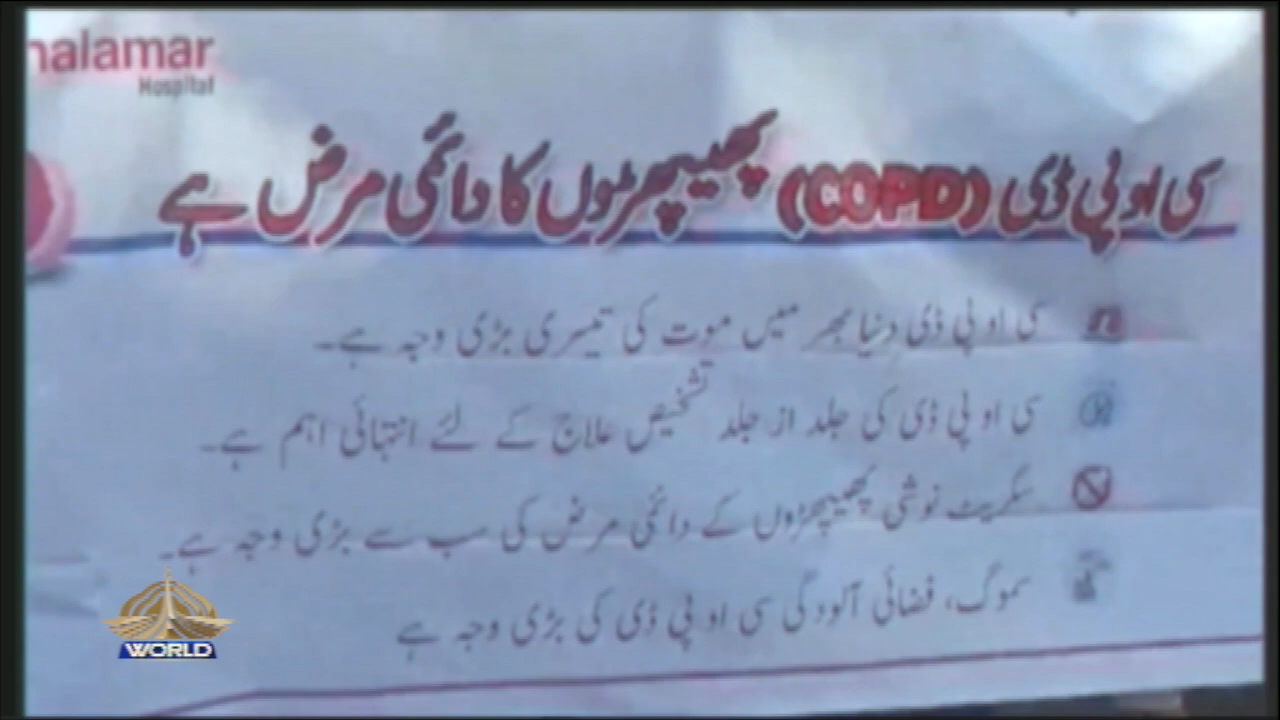 halamar
Hospital
سی او پی ڈی (COPD) پھیپھڑوں کا دائمی مرض ہے
سی او پی ڈی دنیا بھر میں موت کی تیسری بڑی وجہ ہے۔
سی او پی ڈی کی جلد از جلد تشخیص علاج کے لئے انتہائی اہم ہے۔
سگریٹ نوشی پھیپھڑوں کے دائمی مرض کی سب سے بڑی وجہ ہے۔
سموگ، فضائی آلودگی سی او پی ڈی کی بڑی وجہ ہے
WORLD